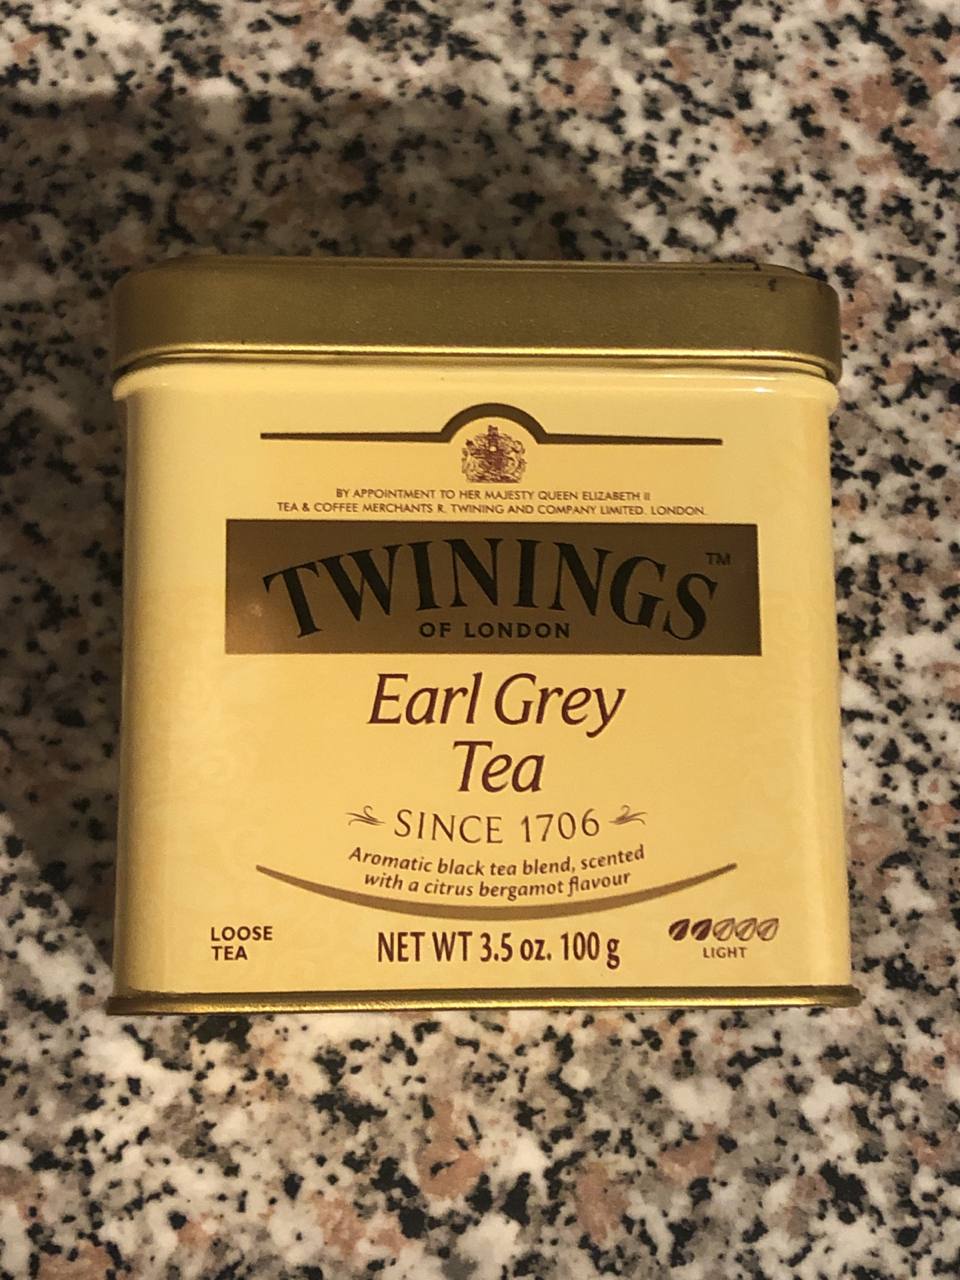 BY APPOINTMENT TO HER MAJESTY QUEEN ELIZABETH II
TEA & COFFEE MERCHANTS R. TWINING AND COMPANY LIMITED. LONDON.
TWININGS™
OF LONDON
Earl Grey
Tea
SINCE 1706
Aromatic black tea blend, scented
with a citrus bergamot flavour
LOOSE
TEA
NET WT 3.5 oz. 100 g
LIGHT